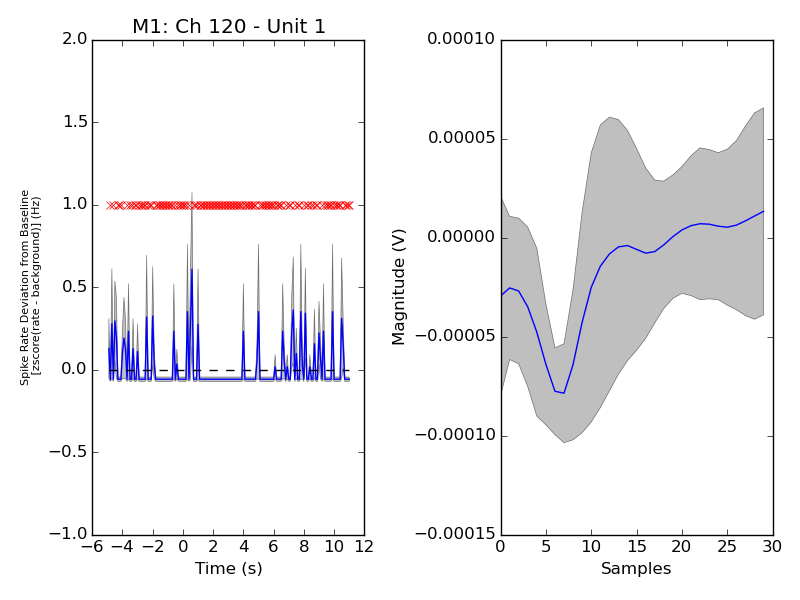 M1: Ch 120 - Unit 1
Spike Rate Deviation from Baseline
[zscore(rate - background)] (Hz)
2.0
1.5
1.0
0.5
0.0
−0.5
−1.0
−6 −4 −2 0 2 4 6 8 10 12
Time (s)
Magnitude (V)
0.00010
0.00005
0.00000
−0.00005
−0.00010
−0.00015
0 5 10 15 20 25 30
Samples